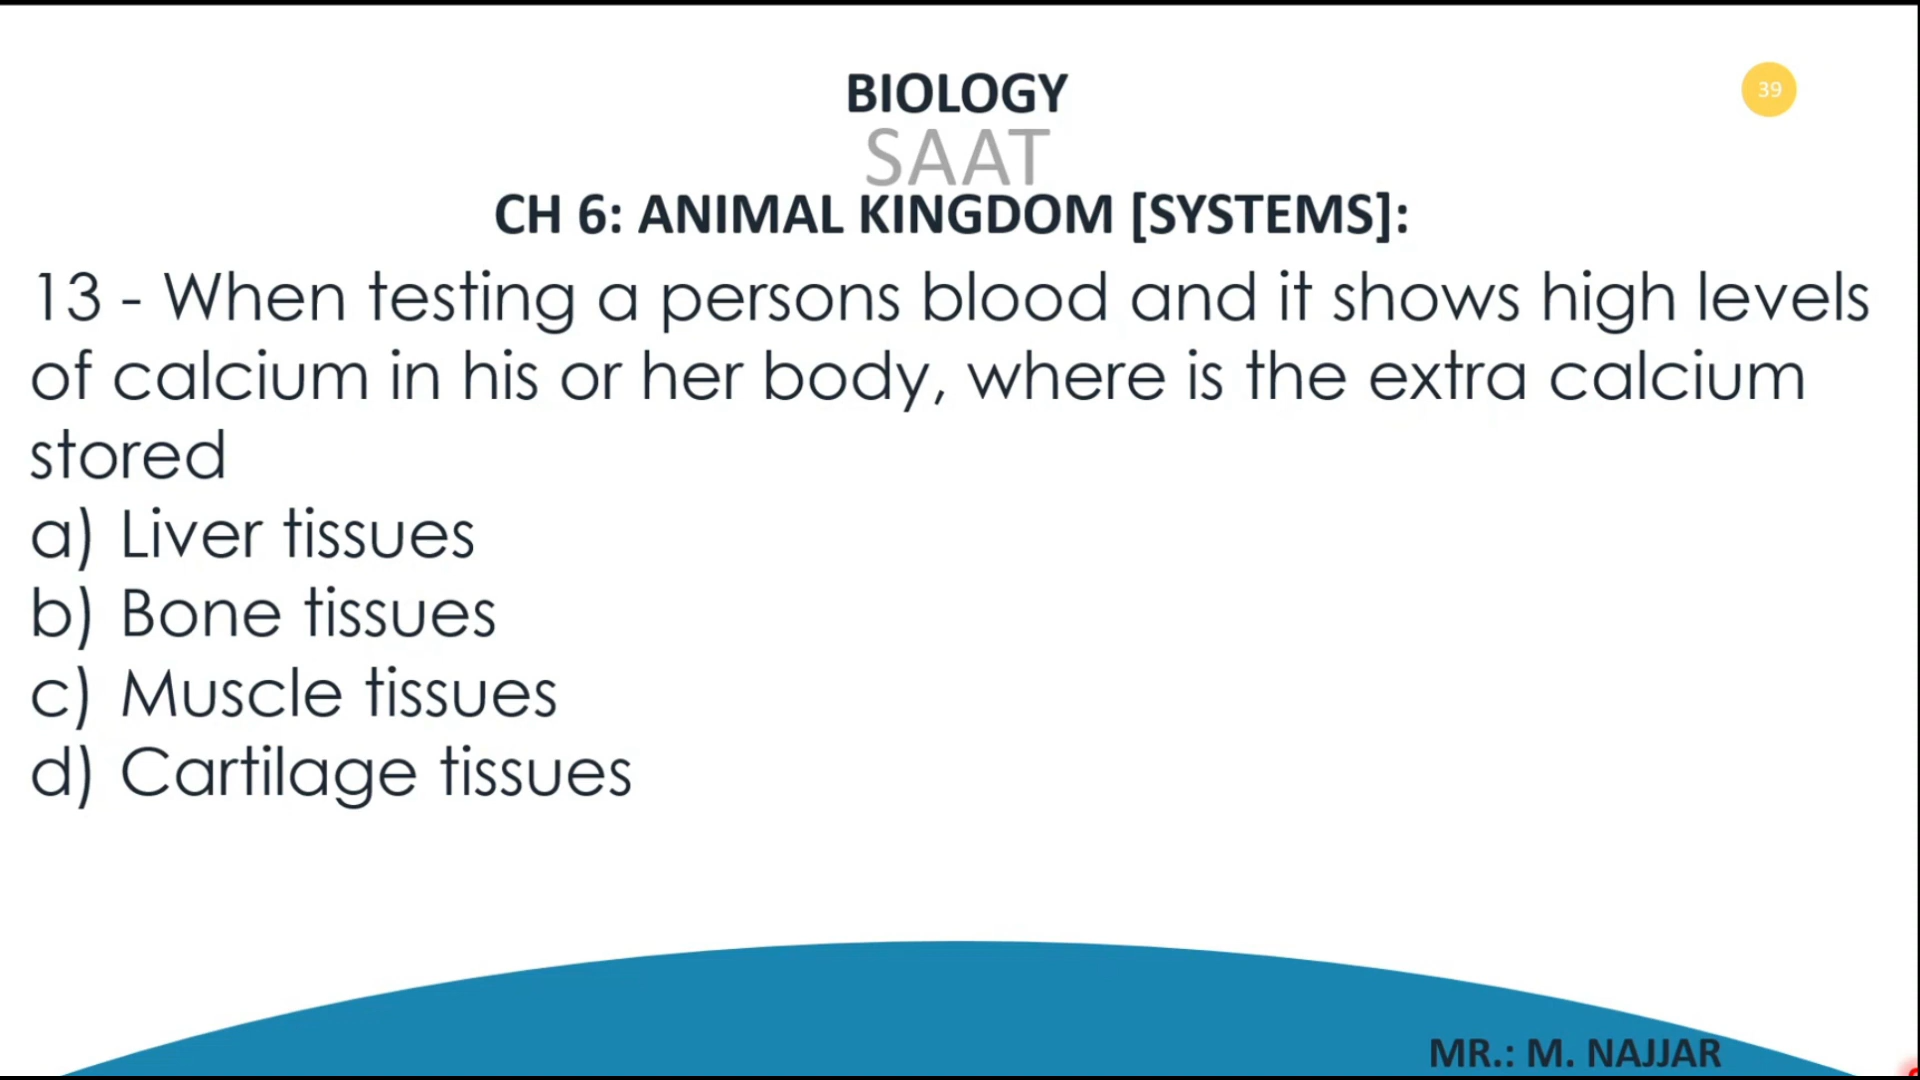 BIOLOGY
39
SAAT
CH 6: ANIMAL KINGDOM [SYSTEMS]:
13 - When testing a persons blood and it shows high levels
of calcium in his or her body, where is the extra calcium
stored
a) Liver tissues
b) Bone tissues
c) Muscle tissues
d) Cartilage tissues
MR.: M. NAJJAR